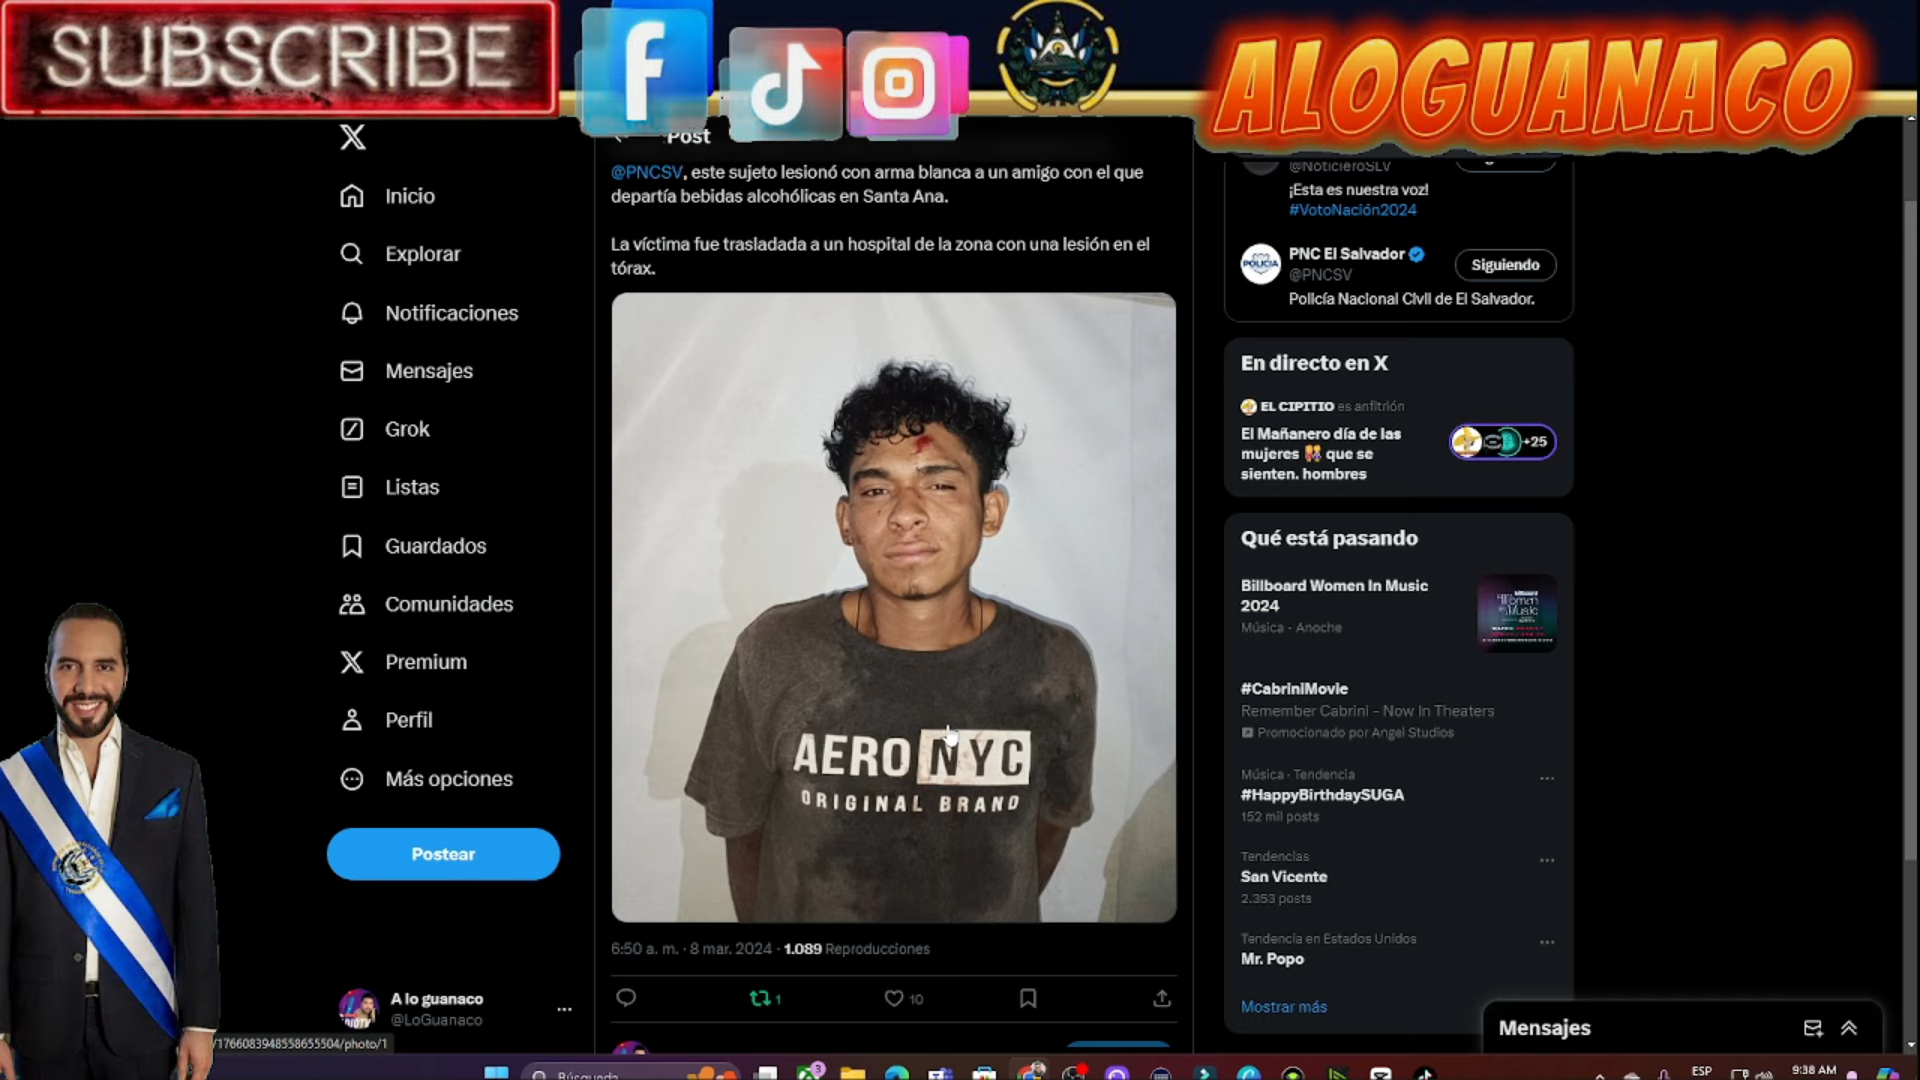 SUBSCRIBE
ALOGUANACO
Post
@PNCSV, este sujeto lesionó con arma blanca a un amigo con el que
departía bebidas alcohólicas en Santa Ana.
La víctima fue trasladada a un hospital de la zona con una lesión en el
tórax.
AERO NYC
ORIGINAL BRAND
6:50 a. m. · 8 mar. 2024 · 1.089 Reproducciones
1
10
Inicio
Explorar
Notificaciones
Mensajes
Grok
Listas
Guardados
Comunidades
Premium
Perfil
Más opciones
Postear
A lo guanaco
@LoGuanaco
/1766083948558655504/photo/1
@NoticieroSLV
¡Esta es nuestra voz!
#VotoNación2024
POLICIA
PNC El Salvador
@PNCSV
Siguiendo
Policía Nacional Civil de El Salvador.
En directo en X
EL CIPITIO es anfitrión
El Mañanero día de las
mujeres que se
sienten. hombres
+25
Qué está pasando
Billboard Women In Music
2024
Música · Anoche
#CabriniMovie
Remember Cabrini – Now In Theaters
Promocionado por Angel Studios
Música · Tendencia
#HappyBirthdaySUGA
152 mil posts
Tendencias
San Vicente
2.353 posts
Tendencia en Estados Unidos
Mr. Popo
Mostrar más
Mensajes
Búsqueda
3
ESP
9:38 AM